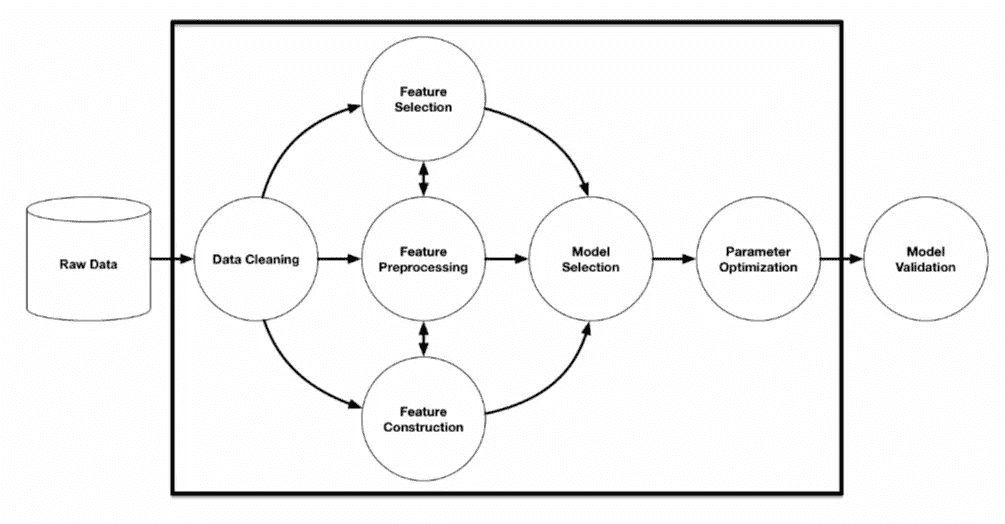 Raw Data
Data Cleaning
Feature
Selection
Feature
Preprocessing
Feature
Construction
Model
Selection
Parameter
Optimization
Model
Validation